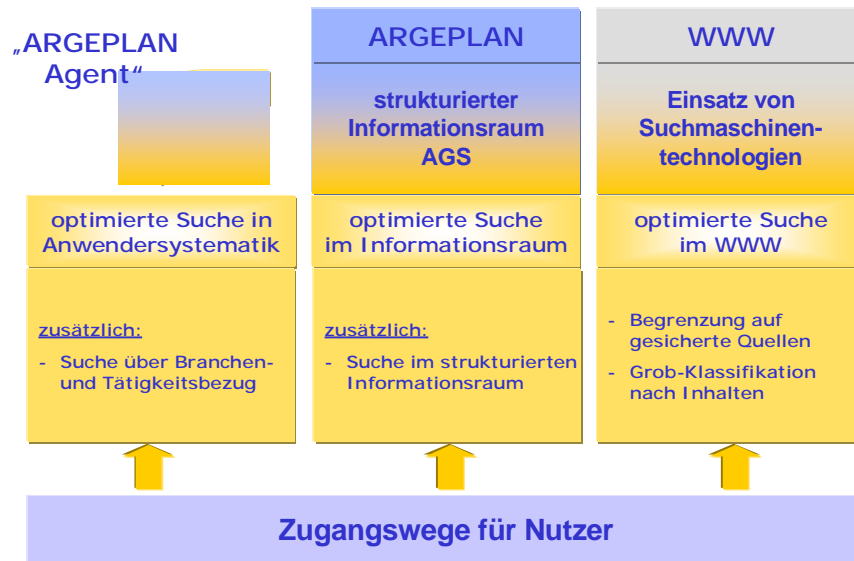 „ARGEPLAN
Agent“
optimierte Suche in
Anwendersystematik
zusätzlich:
- Suche über Branchen-
und Tätigkeitsbezug
ARGEPLAN
strukturierter
Informationsraum
AGS
optimierte Suche
im Informationsraum
zusätzlich:
- Suche im strukturierten
Informationsraum
WWW
Einsatz von
Suchmaschinen-
technologien
optimierte Suche
im WWW
- Begrenzung auf
gesicherte Quellen
- Grob-Klassifikation
nach Inhalten
Zugangswege für Nutzer